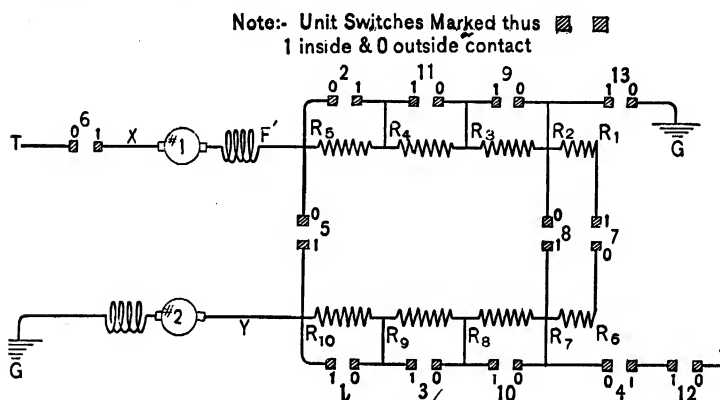 Note:- Unit Switches Marked thus
1 inside & 0 outside contact
2 11 9 13
0 1 1 0 1 0 1 0
6
0 1
T X #1 F' R5 R4 R3 R2 R1 G
0 5 1
0 8 1
1 7 0
#2 Y R10 R9 R8 R7 R6
G
1 0 1 0 1 0 0 1 1 0
1 3 10 4 12